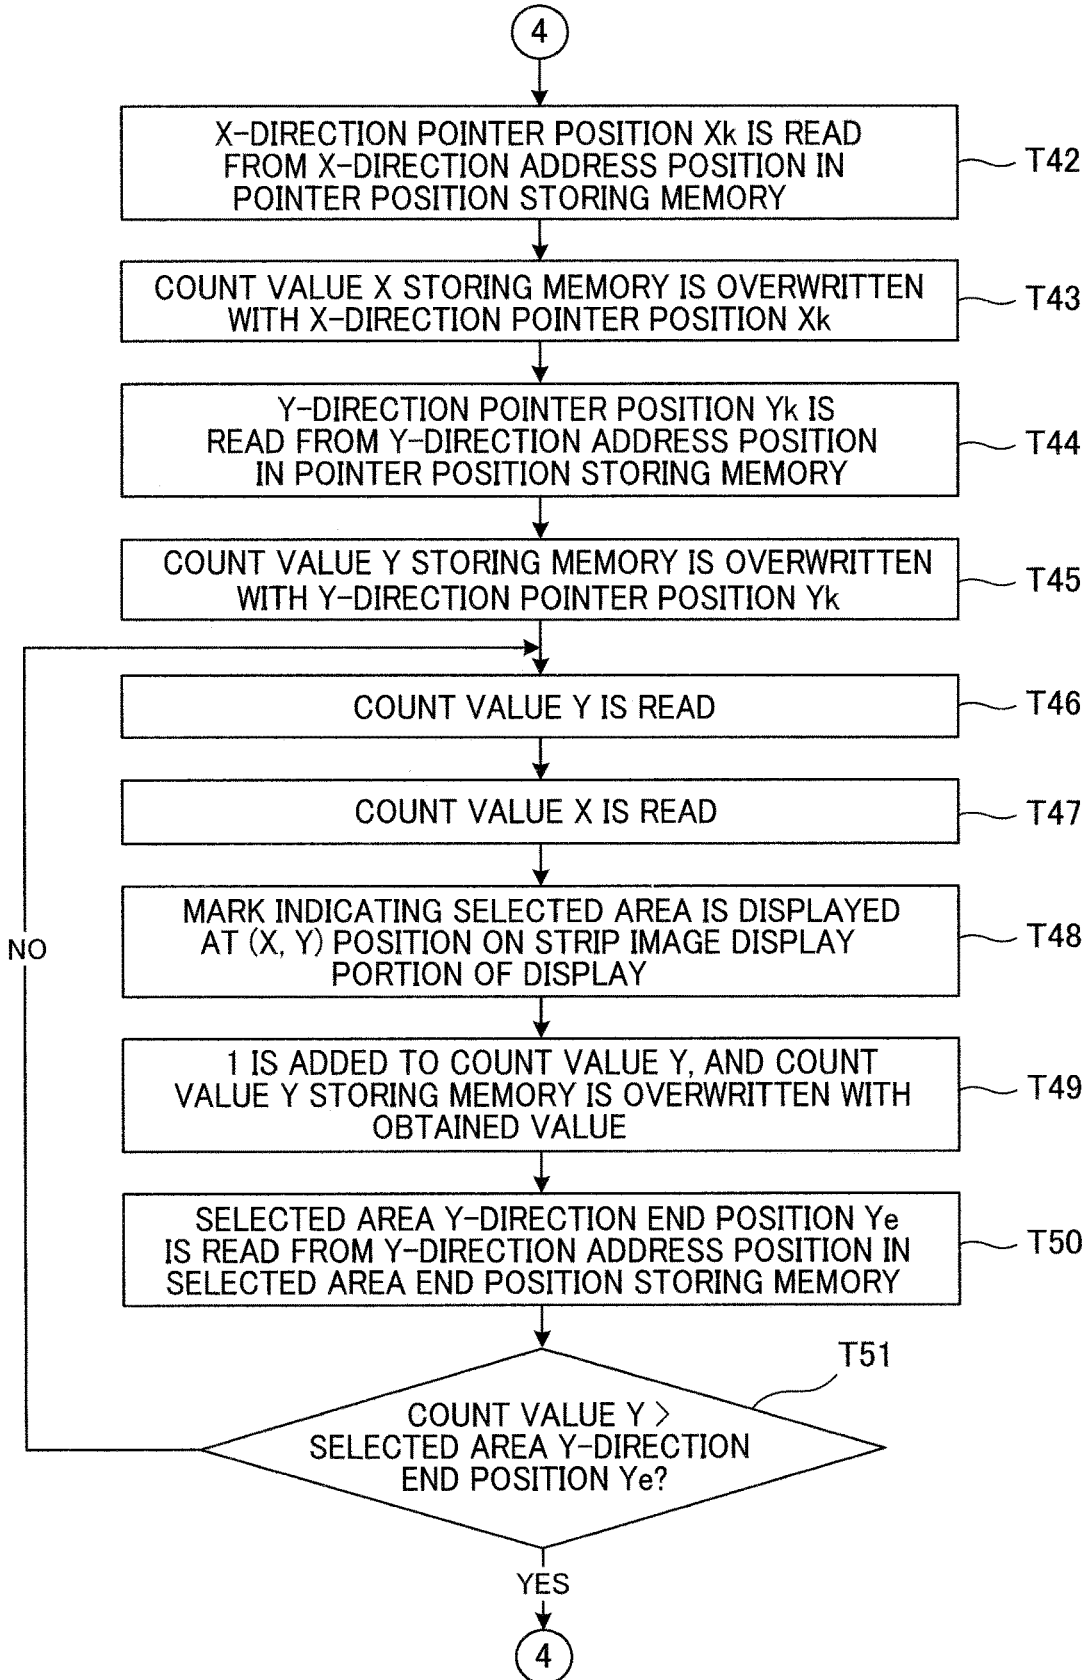 4
X-DIRECTION POINTER POSITION Xk IS READ
FROM X-DIRECTION ADDRESS POSITION IN
POINTER POSITION STORING MEMORY
T42
COUNT VALUE X STORING MEMORY IS OVERWRITTEN
WITH X-DIRECTION POINTER POSITION Xk
T43
Y-DIRECTION POINTER POSITION Yk IS
READ FROM Y-DIRECTION ADDRESS POSITION
IN POINTER POSITION STORING MEMORY
T44
COUNT VALUE Y STORING MEMORY IS OVERWRITTEN
WITH Y-DIRECTION POINTER POSITION Yk
T45
COUNT VALUE Y IS READ
T46
COUNT VALUE X IS READ
T47
MARK INDICATING SELECTED AREA IS DISPLAYED
AT (X, Y) POSITION ON STRIP IMAGE DISPLAY
PORTION OF DISPLAY
T48
NO
1 IS ADDED TO COUNT VALUE Y, AND COUNT
VALUE Y STORING MEMORY IS OVERWRITTEN WITH
OBTAINED VALUE
T49
SELECTED AREA Y-DIRECTION END POSITION Ye
IS READ FROM Y-DIRECTION ADDRESS POSITION IN
SELECTED AREA END POSITION STORING MEMORY
T50
T51
COUNT VALUE Y >
SELECTED AREA Y-DIRECTION
END POSITION Ye?
YES
4